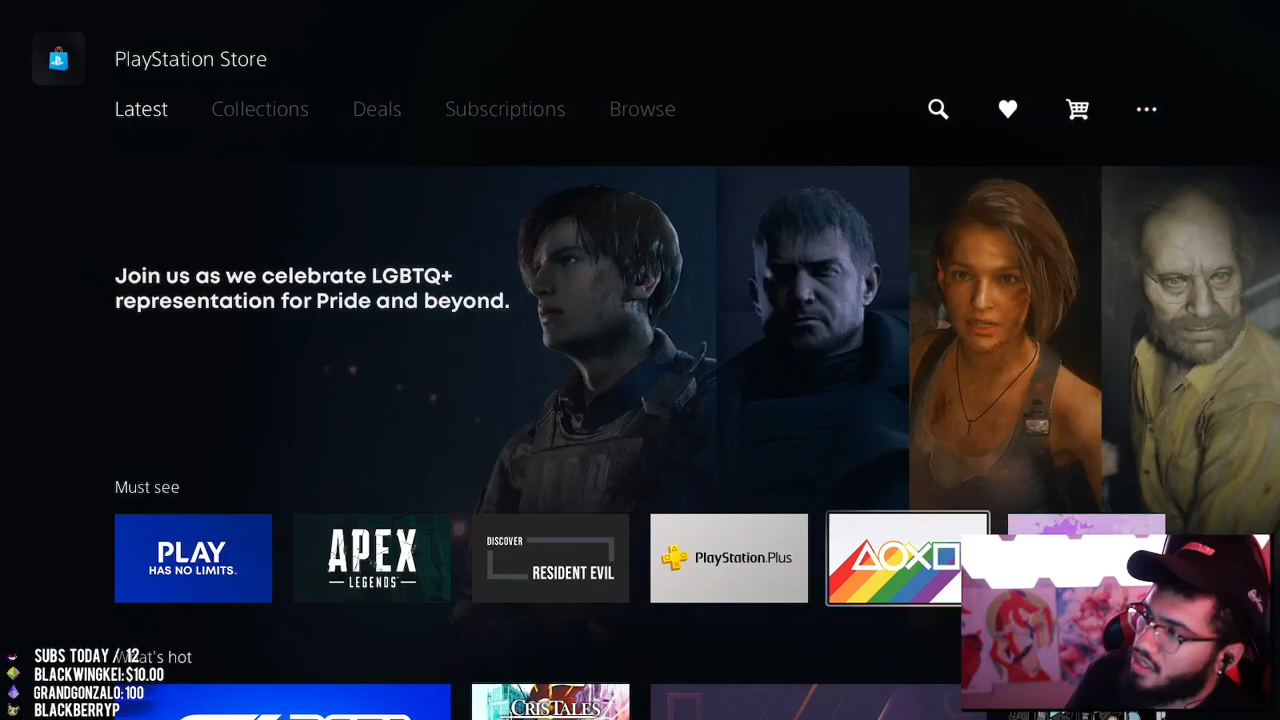 PlayStation Store
Latest Collections Deals Subscriptions Browse
Join us as we celebrate LGBTQ+
representation for Pride and beyond.
Must see
PLAY
HAS NO LIMITS.
APEX
LEGENDS
DISCOVER
RESIDENT EVIL
PlayStation.Plus
What's hot
SUBS TODAY / 12
BLACKWINGKEI: $10.00
GRANDGONZALO: 100
BLACKBERRYP
CRISTALES